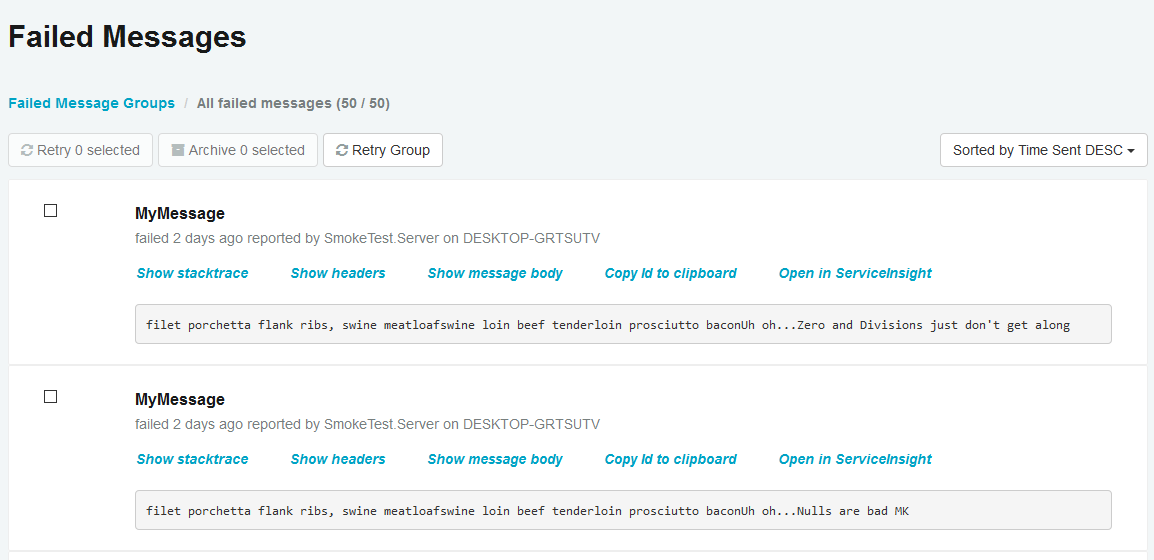 Failed Messages
Failed Message Groups / All failed messages (50 / 50)
Retry 0 selected Archive 0 selected Retry Group Sorted by Time Sent DESC
MyMessage
failed 2 days ago reported by SmokeTest.Server on DESKTOP-GRTSUTV
Show stacktrace Show headers Show message body Copy Id to clipboard Open in ServiceInsight
filet porchetta flank ribs, swine meatloafswine loin beef tenderloin prosciutto baconUh oh...Zero and Divisions just don't get along
MyMessage
failed 2 days ago reported by SmokeTest.Server on DESKTOP-GRTSUTV
Show stacktrace Show headers Show message body Copy Id to clipboard Open in ServiceInsight
filet porchetta flank ribs, swine meatloafswine loin beef tenderloin prosciutto baconUh oh...Nulls are bad MK